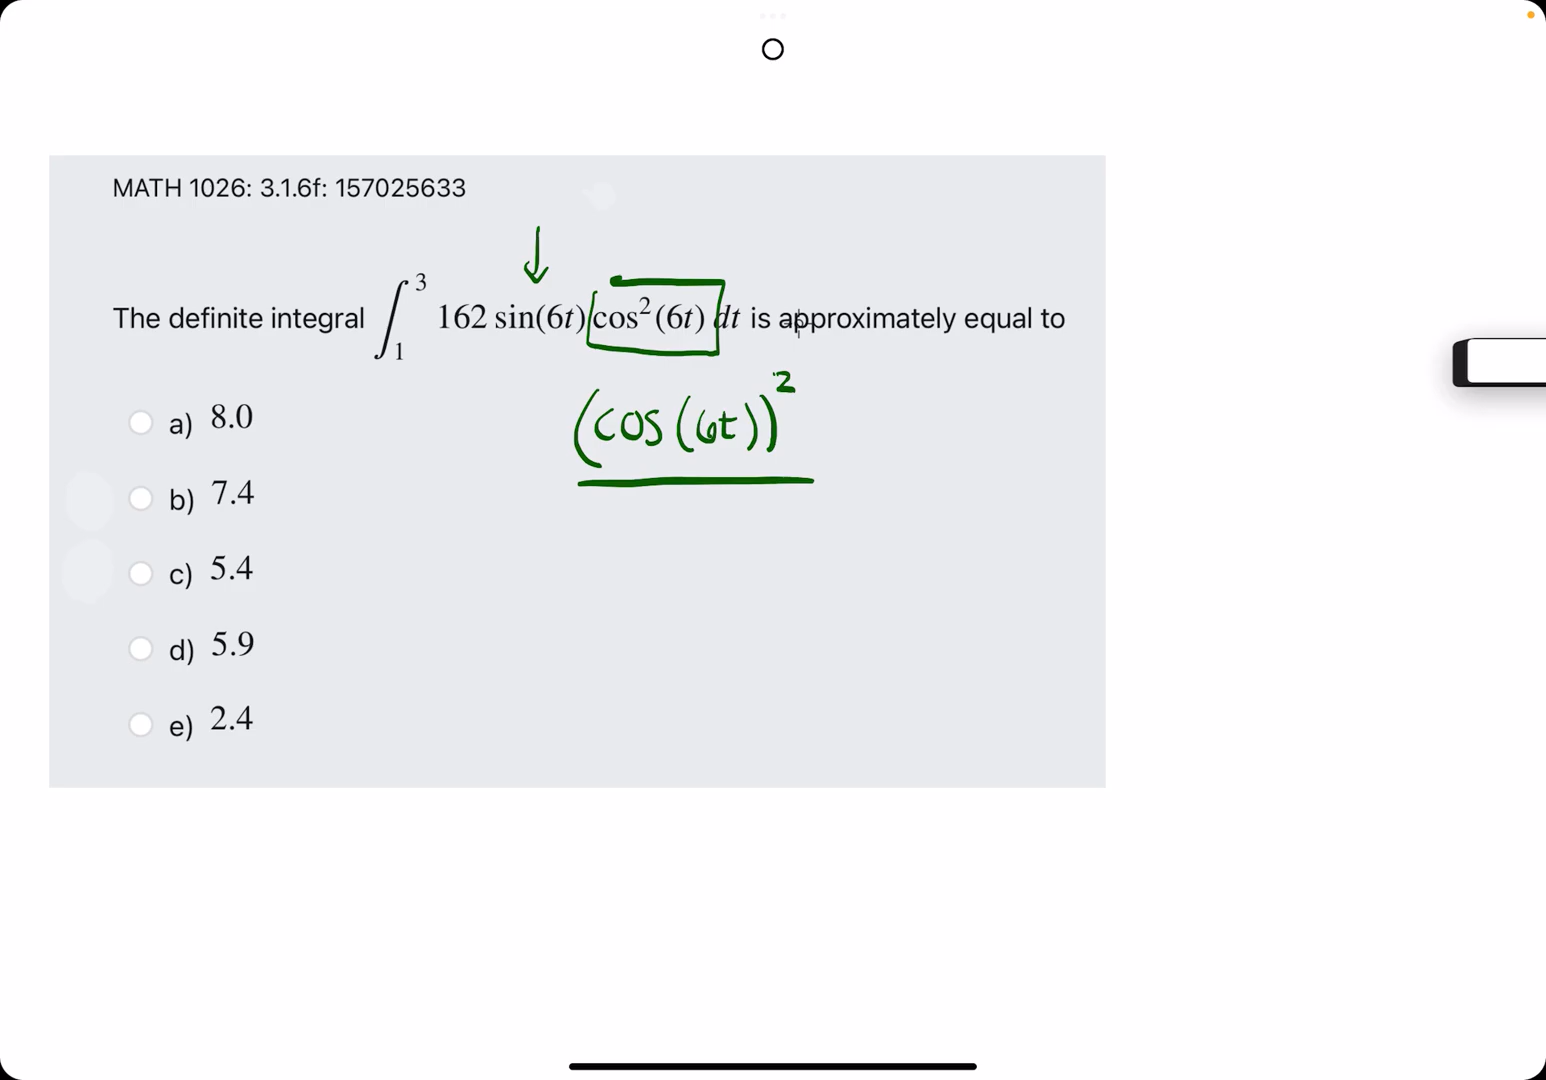 MATH 1026: 3.1.6f: 157025633
The definite integral ∫₁³ 162 sin(6t) cos²(6t) dt is approximately equal to
(cos(6t))²
a) 8.0
b) 7.4
c) 5.4
d) 5.9
e) 2.4